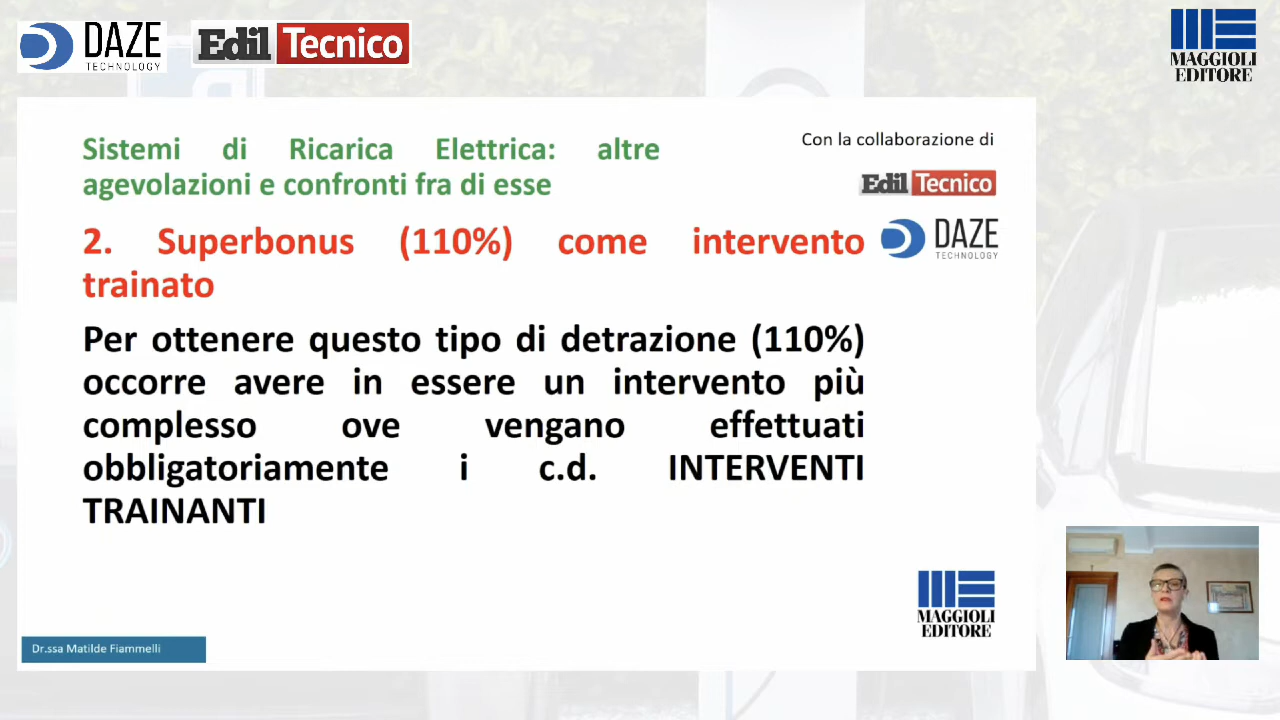 DAZE
TECHNOLOGY
Edil Tecnico
MAGGIOLI
EDITORE
Sistemi di Ricarica Elettrica: altre
agevolazioni e confronti fra di esse
Con la collaborazione di
Edil Tecnico
DAZE
TECHNOLOGY
2. Superbonus (110%) come intervento
trainato
Per ottenere questo tipo di detrazione (110%)
occorre avere in essere un intervento più
complesso ove vengano effettuati
obbligatoriamente i c.d. INTERVENTI
TRAINANTI
MAGGIOLI
EDITORE
Dr.ssa Matilde Fiammelli